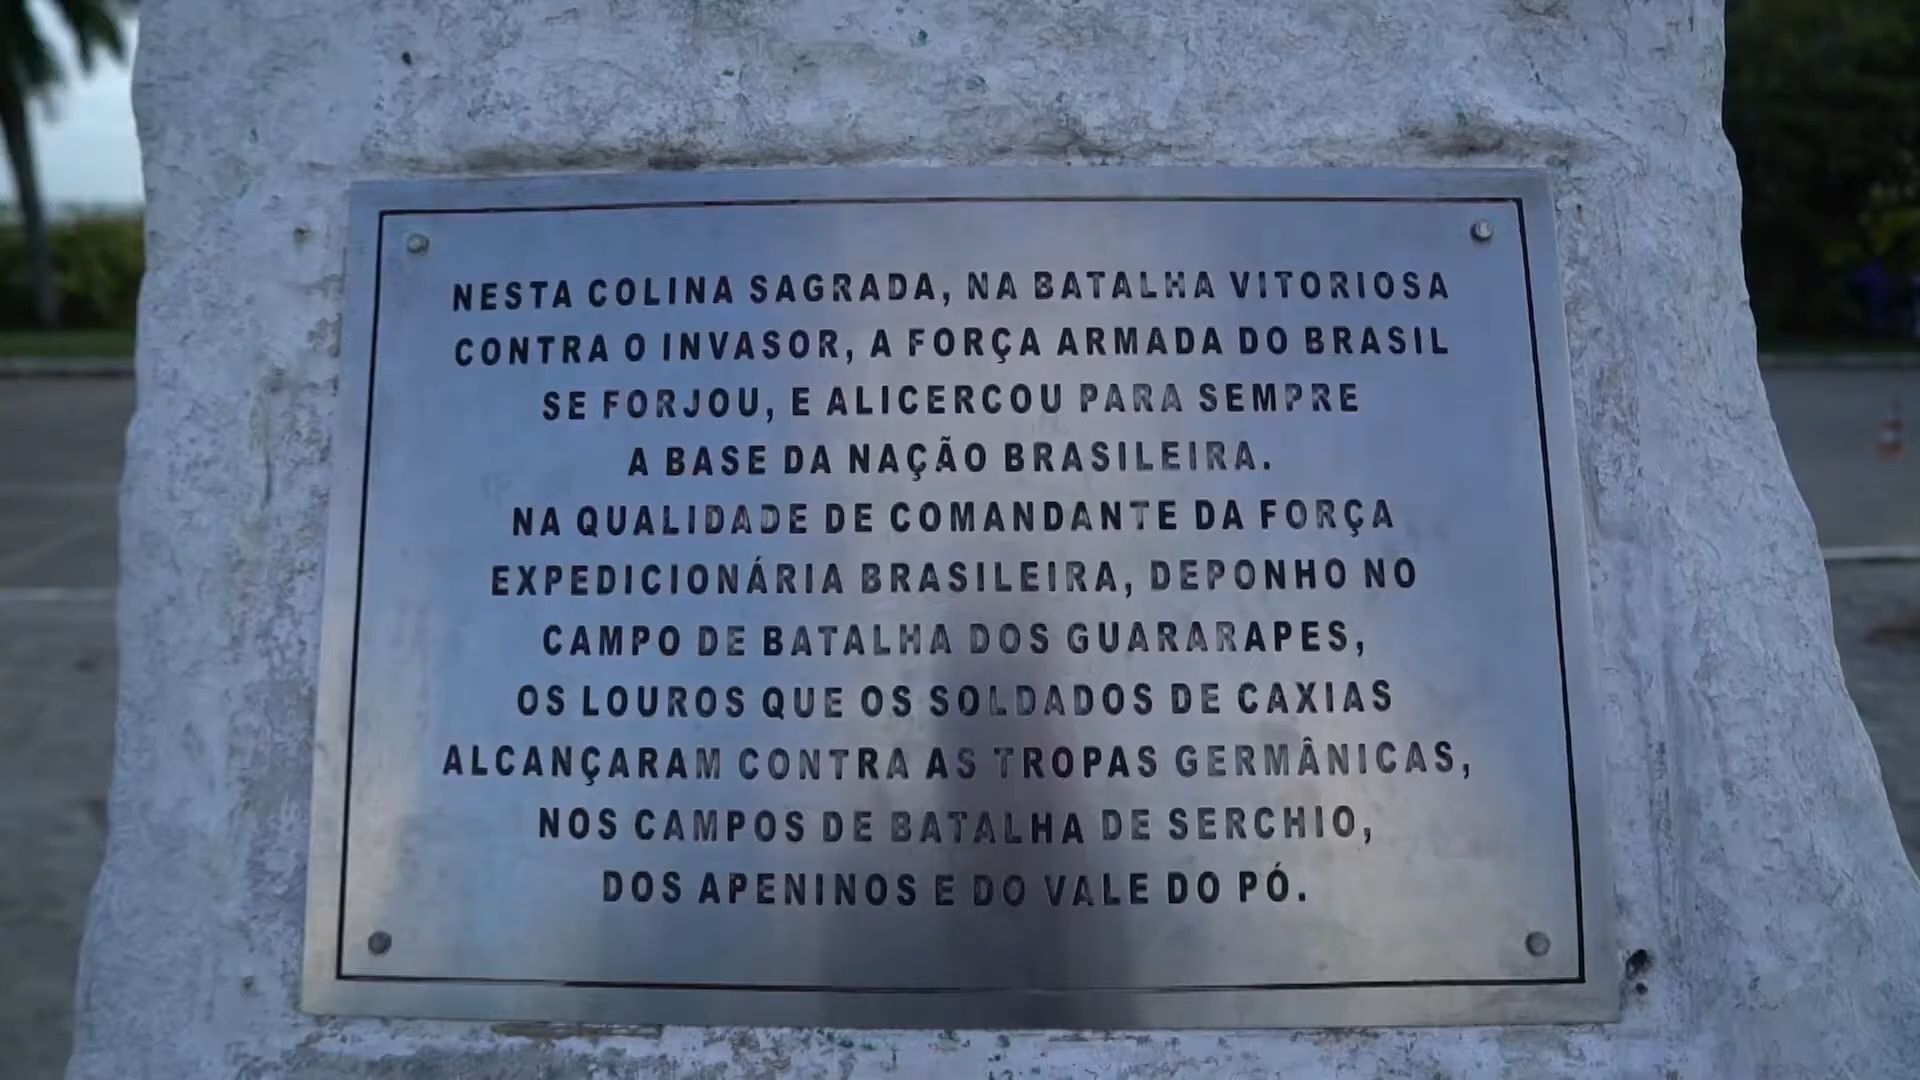 NESTA COLINA SAGRADA, NA BATALHA VITORIOSA
CONTRA O INVASOR, A FORÇA ARMADA DO BRASIL
SE FORJOU, E ALICERCOU PARA SEMPRE
A BASE DA NAÇÃO BRASILEIRA.
NA QUALIDADE DE COMANDANTE DA FORÇA
EXPEDICIONÁRIA BRASILEIRA, DEPONHO NO
CAMPO DE BATALHA DOS GUARARAPES,
OS LOUROS QUE OS SOLDADOS DE CAXIAS
ALCANÇARAM CONTRA AS TROPAS GERMÂNICAS,
NOS CAMPOS DE BATALHA DE SERCHIO,
DOS APENINOS E DO VALE DO PÓ.